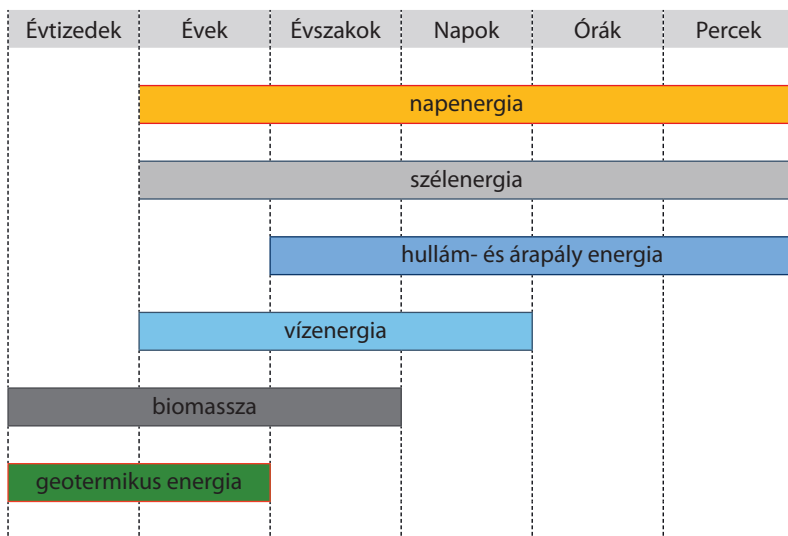 Évtizedek Évek Évszakok Napok Órák Percek
napenergia
szélenergia
hullám- és árapály energia
vízenergia
biomassza
geotermikus energia